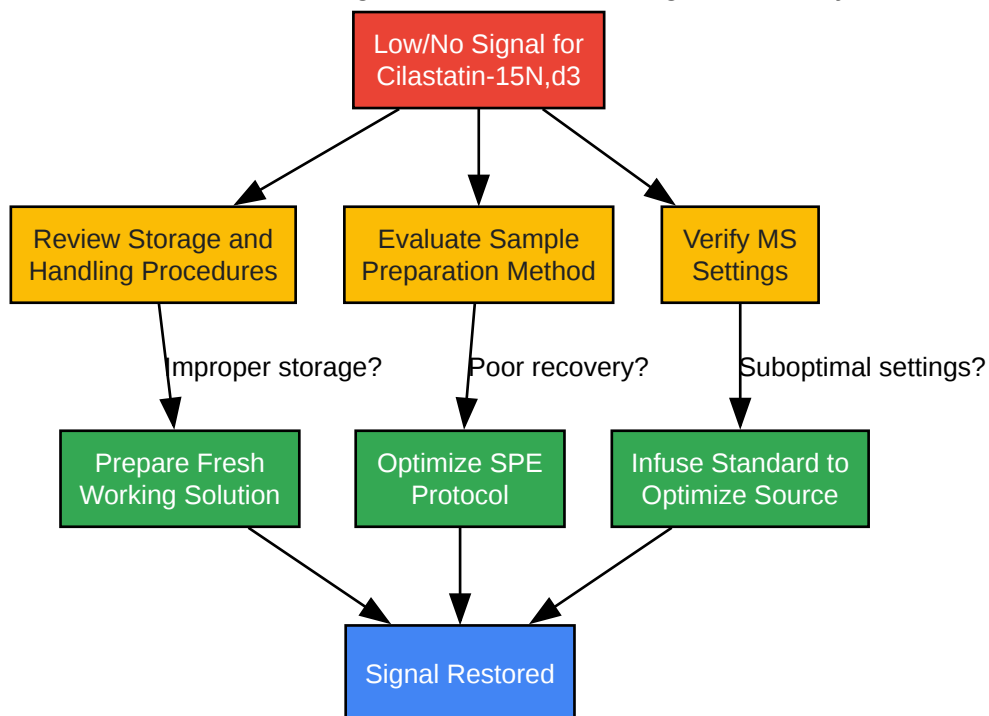 Low/No Signal for
Cilastatin-15N,d3
Review Storage and
Handling Procedures
Evaluate Sample
Preparation Method
Verify MS
Settings
Improper storage?
Poor recovery?
Suboptimal settings?
Prepare Fresh
Working Solution
Optimize SPE
Protocol
Infuse Standard to
Optimize Source
Signal Restored